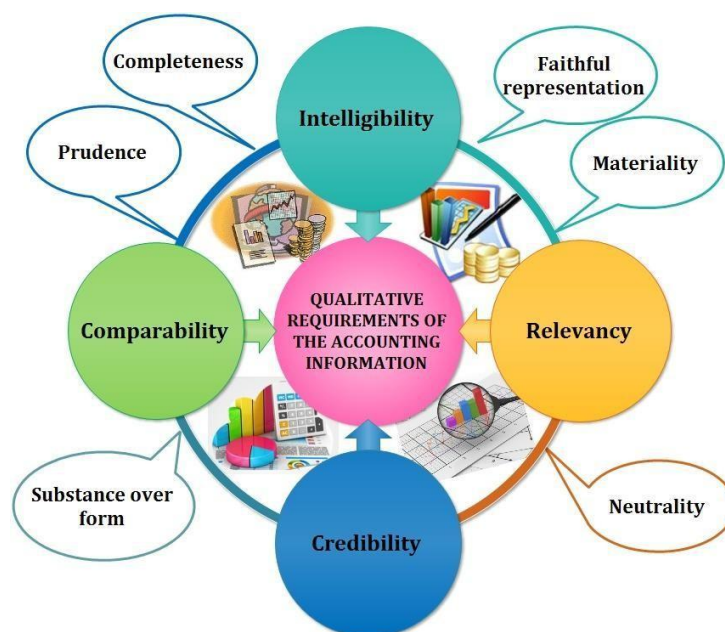 Completeness
Intelligibility
Faithful
representation
Prudence
Materiality
Comparability
QUALITATIVE
REQUIREMENTS OF
THE ACCOUNTING
INFORMATION
Relevancy
Substance over
form
Credibility
Neutrality